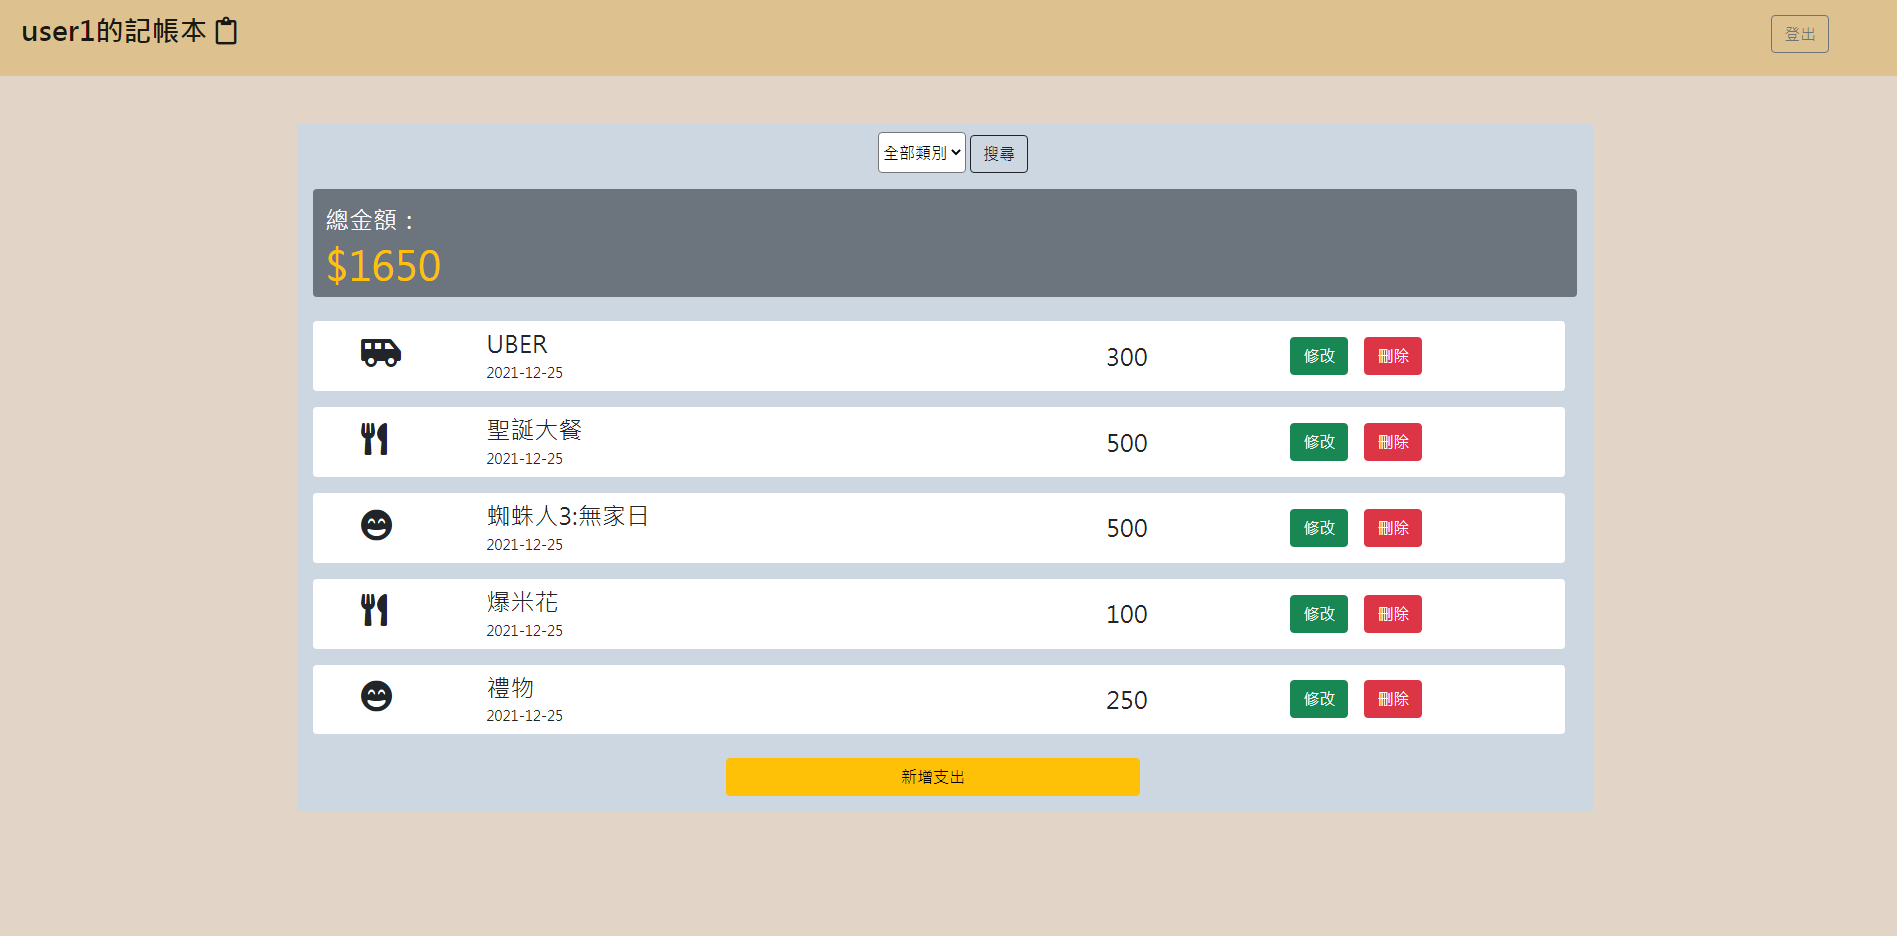 user1的記帳本
登出
全部類別 搜尋
總金額：
$1650
UBER
2021-12-25
300
修改 刪除
聖誕大餐
2021-12-25
500
修改 刪除
蜘蛛人3:無家日
2021-12-25
500
修改 刪除
爆米花
2021-12-25
100
修改 刪除
禮物
2021-12-25
250
修改 刪除
新增支出